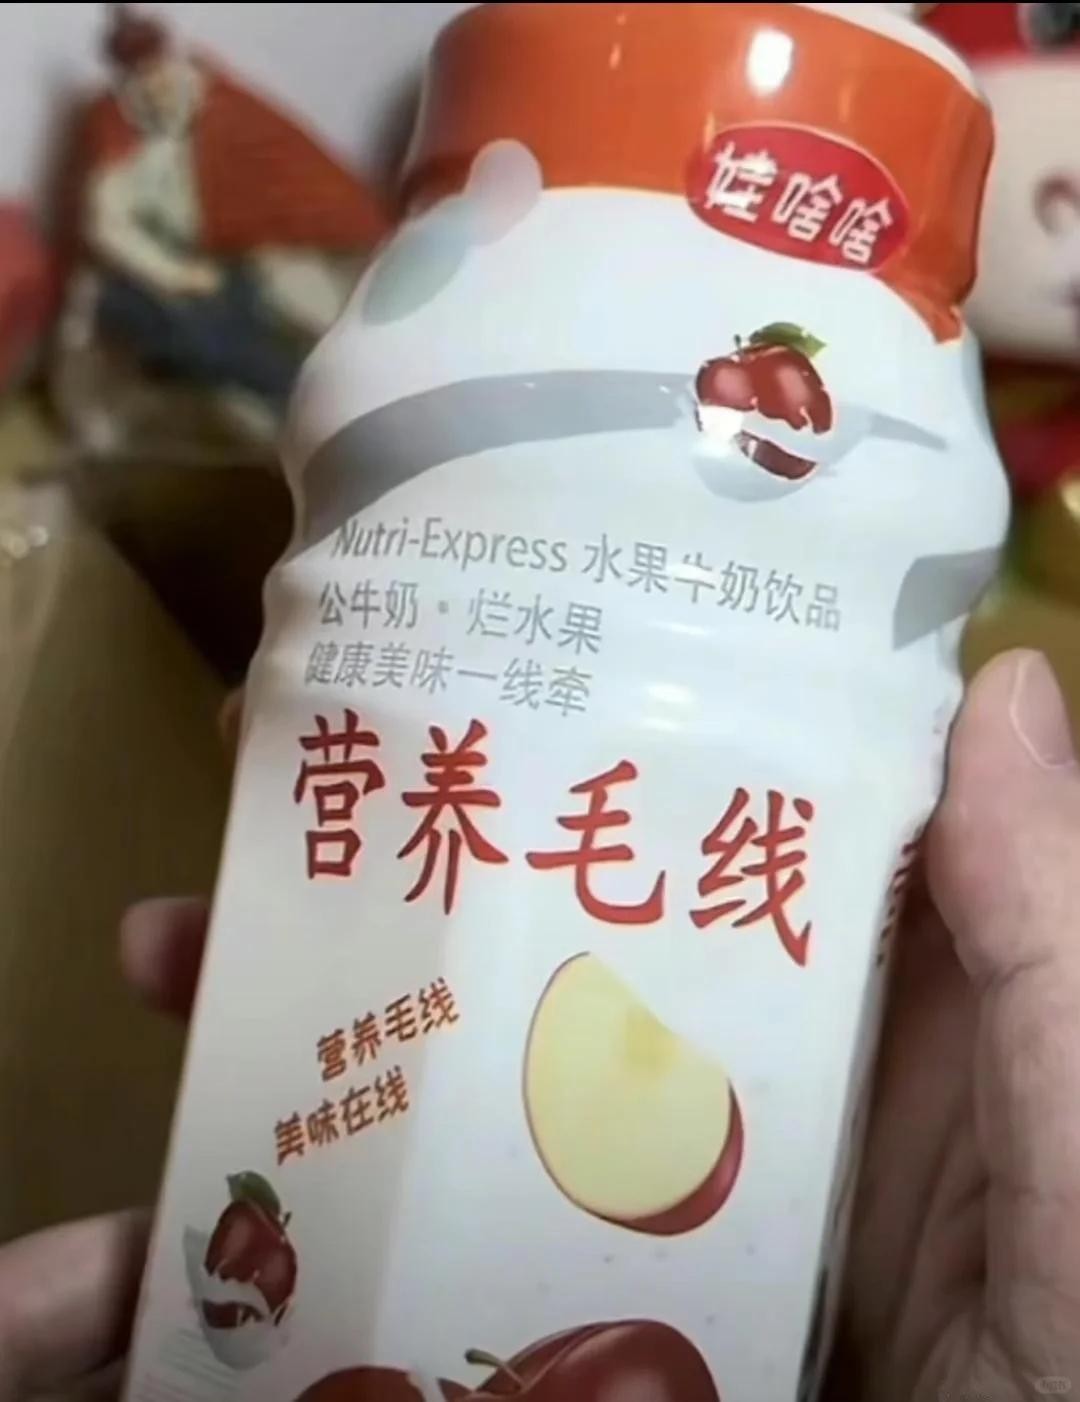 娃啥啥
Nutri-Express 水果牛奶饮品
公牛奶·烂水果
健康美味一线牵
营养毛线
营养毛线
美味在线